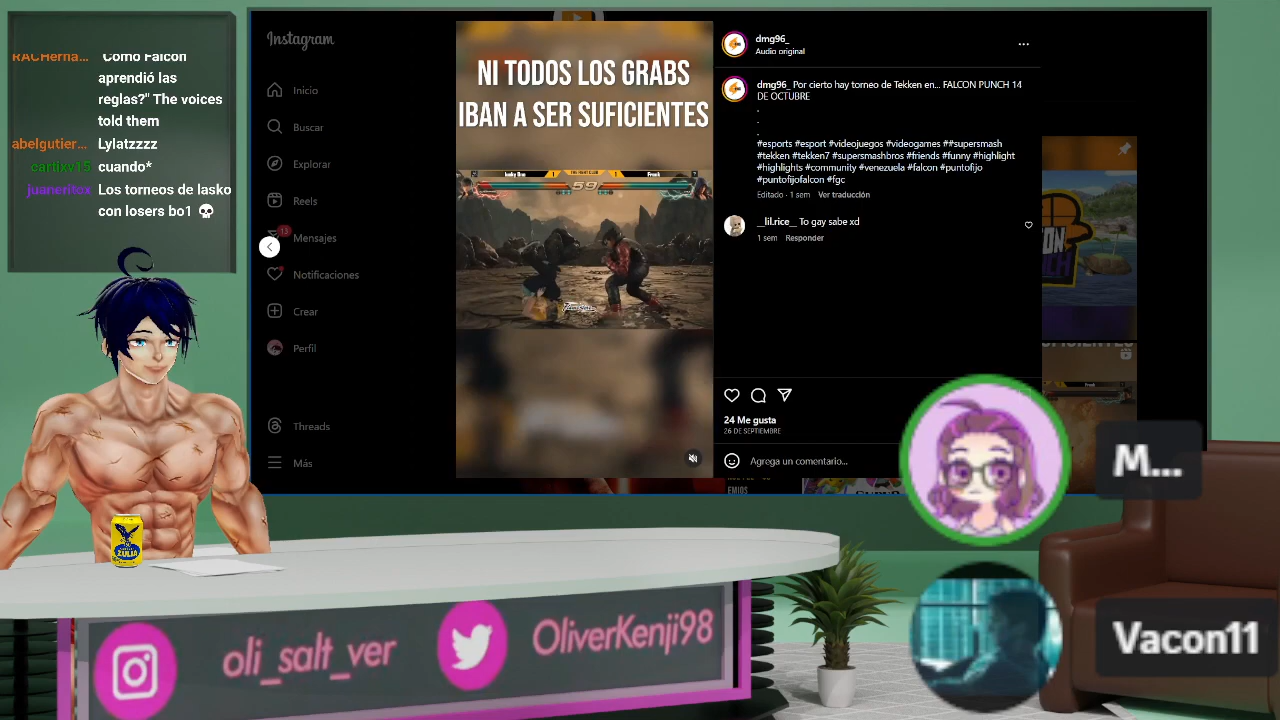 RACHerna... "Como Falcon
aprendió las
reglas?" The voices
told them
abelgutier... Lylatzzzz
cartixy15 cuando*
juaneritox Los torneos de lasko
con losers bo1 💀
Instagram
Inicio
Buscar
Explorar
Reels
13
Mensajes
Notificaciones
Crear
Perfil
Threads
Más
NI TODOS LOS GRABS
IBAN A SER SUFICIENTES
59
dmg96_
Audio original
dmg96_ Por cierto hay torneo de Tekken en... FALCON PUNCH 14
DE OCTUBRE
.
.
.
#esports #esport #videojuegos #videogames ##supersmash
#tekken #tekken7 #supersmashbros #friends #funny #highlight
#highlights #community #venezuela #falcon #puntofijo
#puntofijofalcon #fgc
Editado · 1 sem Ver traducción
__lil.rice__ To gay sabe xd
1 sem Responder
24 Me gusta
26 DE SEPTIEMBRE
Agrega un comentario...
M...
Vacon11
ZULIA
oli_salt_ver
OliverKenji98